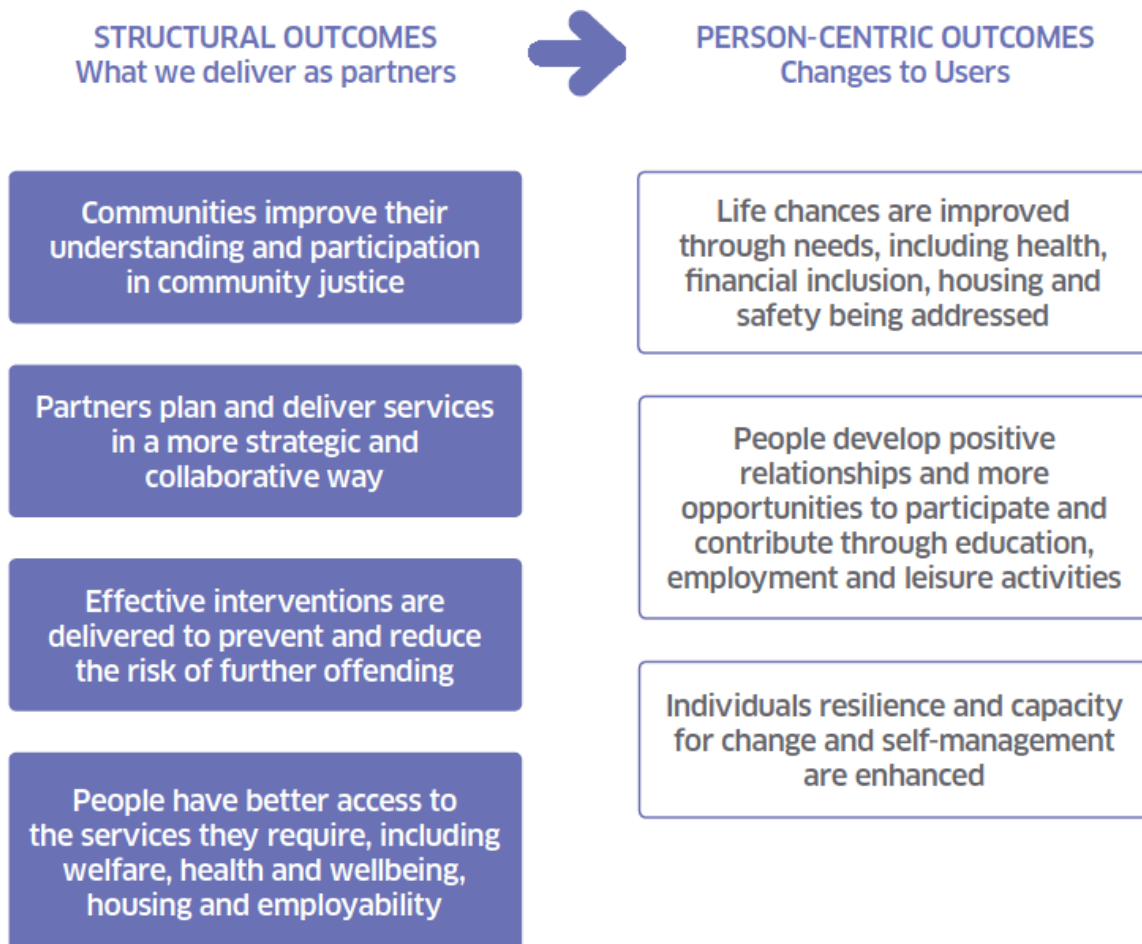 STRUCTURAL OUTCOMES
What we deliver as partners
PERSON-CENTRIC OUTCOMES
Changes to Users
Communities improve their
understanding and participation
in community justice
Partners plan and deliver services
in a more strategic and
collaborative way
Effective interventions are
delivered to prevent and reduce
the risk of further offending
People have better access to
the services they require, including
welfare, health and wellbeing,
housing and employability
Life chances are improved
through needs, including health,
financial inclusion, housing and
safety being addressed
People develop positive
relationships and more
opportunities to participate and
contribute through education,
employment and leisure activities
Individuals resilience and capacity
for change and self-management
are enhanced